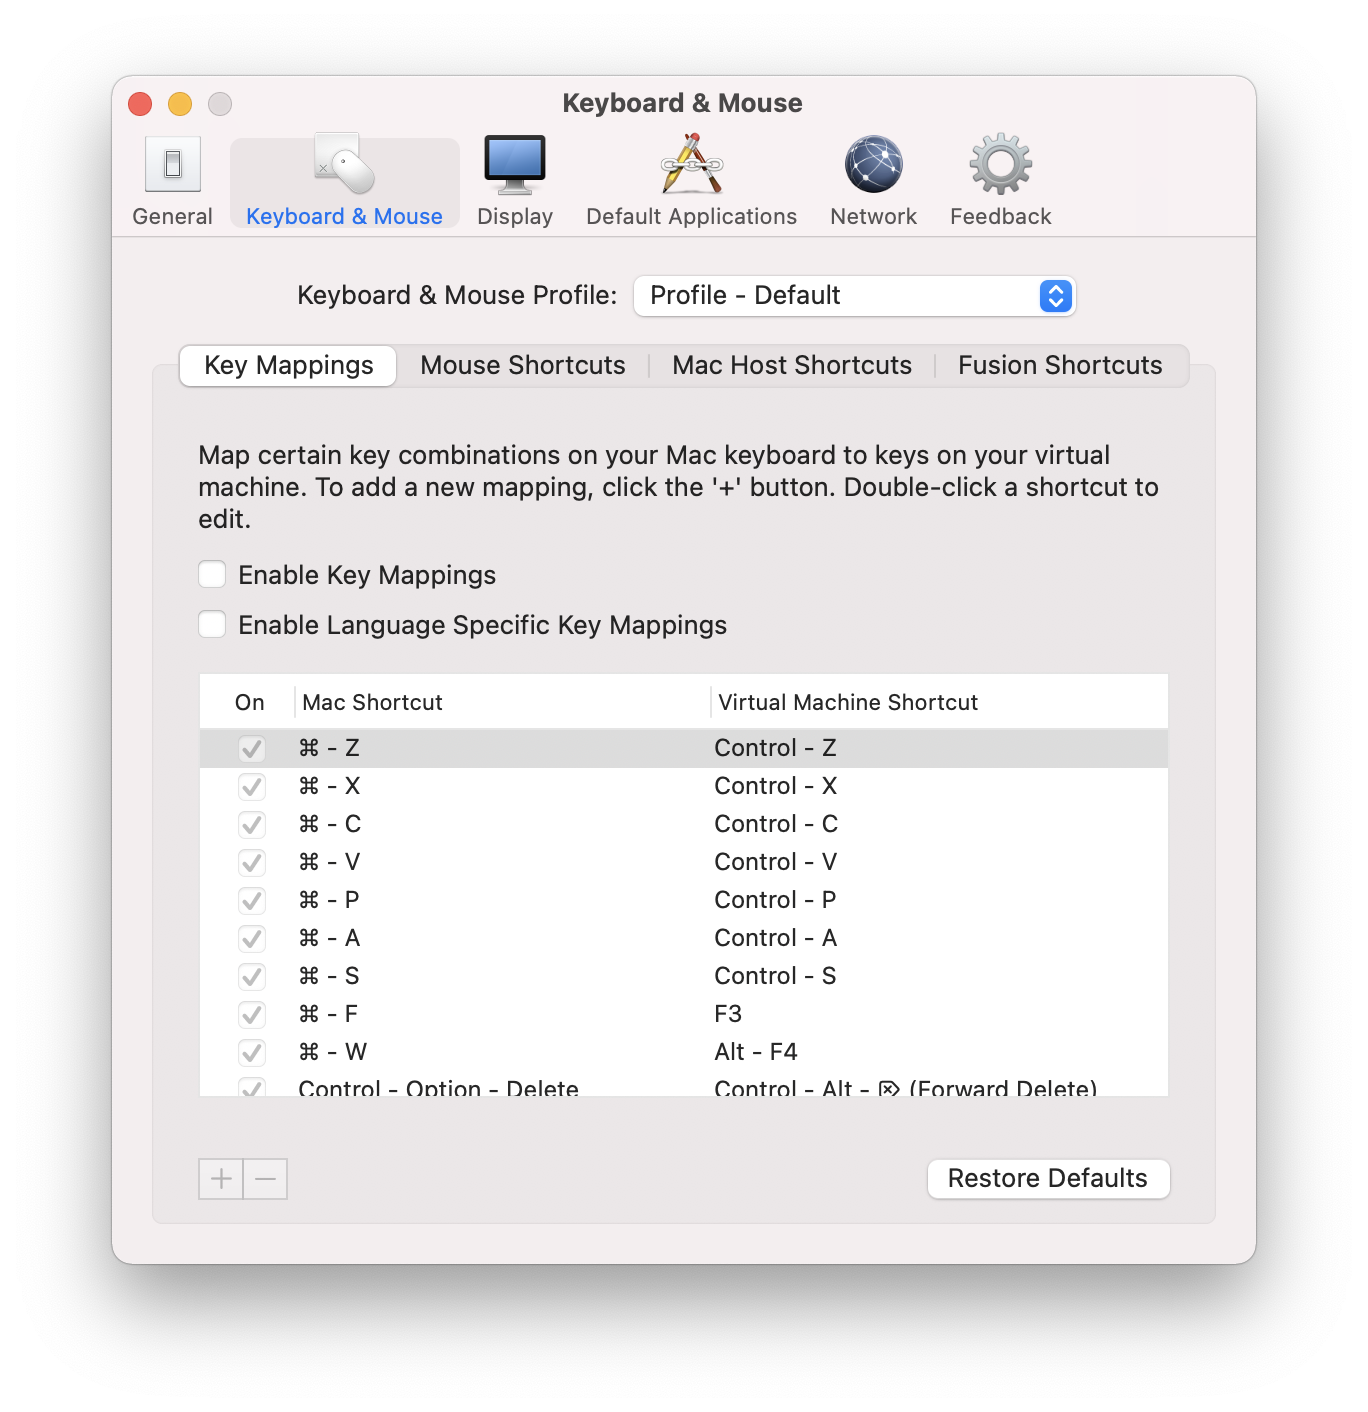 Keyboard & Mouse
General
Keyboard & Mouse
Display
Default Applications
Network
Feedback
Keyboard & Mouse Profile: Profile - Default
Key Mappings
Mouse Shortcuts
Mac Host Shortcuts
Fusion Shortcuts
Map certain key combinations on your Mac keyboard to keys on your virtual
machine. To add a new mapping, click the '+' button. Double-click a shortcut to
edit.
Enable Key Mappings
Enable Language Specific Key Mappings
On Mac Shortcut Virtual Machine Shortcut
⌘ - Z Control - Z
⌘ - X Control - X
⌘ - C Control - C
⌘ - V Control - V
⌘ - P Control - P
⌘ - A Control - A
⌘ - S Control - S
⌘ - F F3
⌘ - W Alt - F4
Control - Option - Delete Control - Alt - ⌦ (Forward Delete)
Restore Defaults